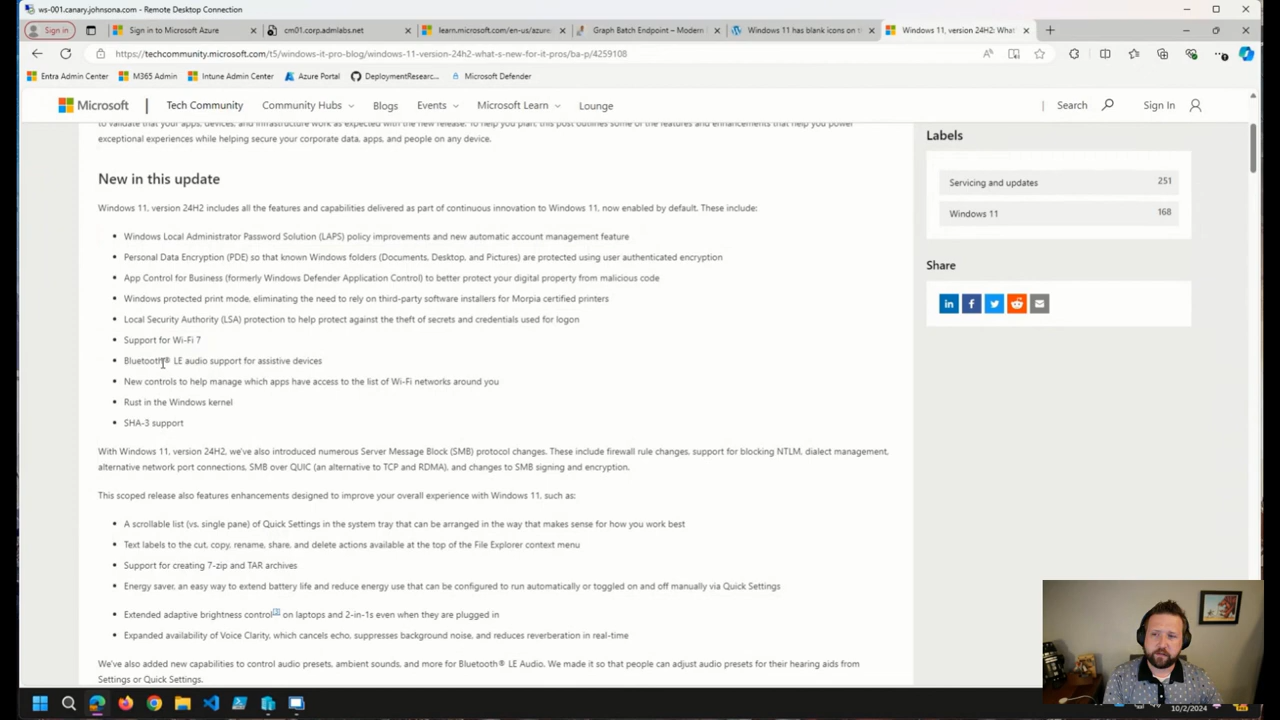 ws-001.canary.johnsona.com - Remote Desktop Connection
Sign in
Sign in to Microsoft Azure
cm01.corp.admlabs.net
learn.microsoft.com/en-us/azure
Graph Batch Endpoint – Modern
Windows 11 has blank icons on th
Windows 11, version 24H2: What
https://techcommunity.microsoft.com/t5/windows-it-pro-blog/windows-11-version-24h2-what-s-new-for-it-pros/ba-p/4259108
Entra Admin Center
M365 Admin
Intune Admin Center
Azure Portal
DeploymentResearc...
Microsoft Defender
Microsoft
Tech Community
Community Hubs
Blogs
Events
Microsoft Learn
Lounge
Search
Sign In
to validate that your apps, devices, and infrastructure work as expected with the new release. To help you plan, this post outlines some of the features and enhancements that help you power
exceptional experiences while helping secure your corporate data, apps, and people on any device.
New in this update
Windows 11, version 24H2 includes all the features and capabilities delivered as part of continuous innovation to Windows 11, now enabled by default. These include:
• Windows Local Administrator Password Solution (LAPS) policy improvements and new automatic account management feature
• Personal Data Encryption (PDE) so that known Windows folders (Documents, Desktop, and Pictures) are protected using user authenticated encryption
• App Control for Business (formerly Windows Defender Application Control) to better protect your digital property from malicious code
• Windows protected print mode, eliminating the need to rely on third-party software installers for Morpia certified printers
• Local Security Authority (LSA) protection to help protect against the theft of secrets and credentials used for logon
• Support for Wi-Fi 7
• Bluetooth® LE audio support for assistive devices
• New controls to help manage which apps have access to the list of Wi-Fi networks around you
• Rust in the Windows kernel
• SHA-3 support
With Windows 11, version 24H2, we've also introduced numerous Server Message Block (SMB) protocol changes. These include firewall rule changes, support for blocking NTLM, dialect management,
alternative network port connections, SMB over QUIC (an alternative to TCP and RDMA), and changes to SMB signing and encryption.
This scoped release also features enhancements designed to improve your overall experience with Windows 11, such as:
• A scrollable list (vs. single pane) of Quick Settings in the system tray that can be arranged in the way that makes sense for how you work best
• Text labels to the cut, copy, rename, share, and delete actions available at the top of the File Explorer context menu
• Support for creating 7-zip and TAR archives
• Energy saver, an easy way to extend battery life and reduce energy use that can be configured to run automatically or toggled on and off manually via Quick Settings
• Extended adaptive brightness control[2] on laptops and 2-in-1s even when they are plugged in
• Expanded availability of Voice Clarity, which cancels echo, suppresses background noise, and reduces reverberation in real-time
We've also added new capabilities to control audio presets, ambient sounds, and more for Bluetooth® LE Audio. We made it so that people can adjust audio presets for their hearing aids from
Settings or Quick Settings.
Labels
Servicing and updates 251
Windows 11 168
Share
10/2/2024